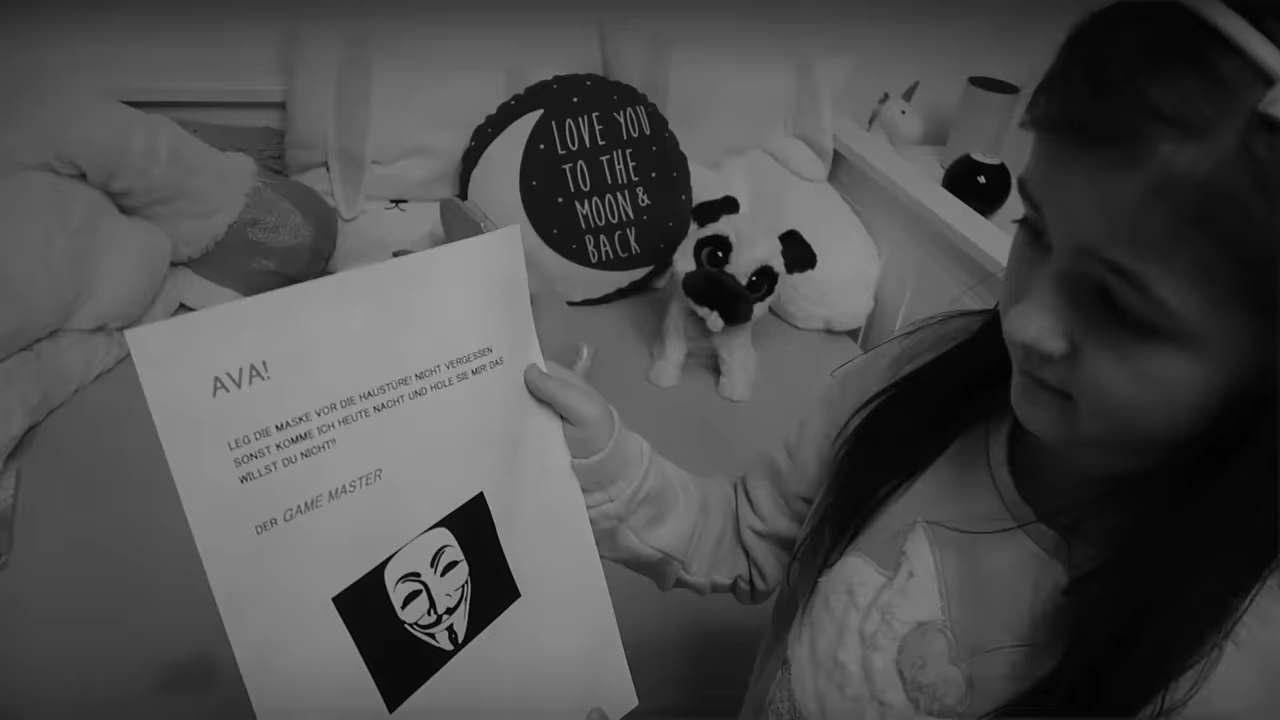 LOVE YOU
TO THE
MOON &
BACK
AVA!
LEG DIE MASKE VOR DIE HAUSTÜRE! NICHT VERGESSEN
SONST KOMME ICH HEUTE NACHT UND HOLE SIE MIR! DAS
WILLST DU NICHT!!
DER GAME MASTER